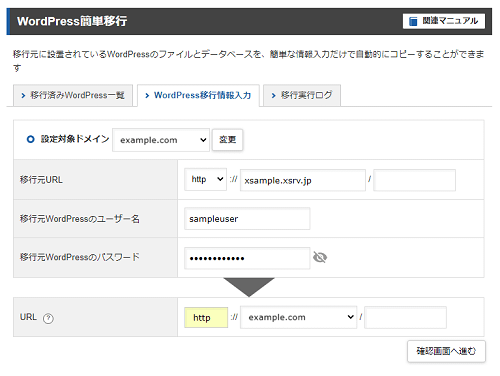 WordPress簡単移行
関連マニュアル
移行元に設置されているWordPressのファイルとデータベースを、簡単な情報入力だけで自動的にコピーすることができま
す
移行済みWordPress一覧
WordPress移行情報入力
移行実行ログ
設定対象ドメイン example.com 変更
移行元URL http :// xsample.xsrv.jp /
移行元WordPressのユーザー名 sampleuser
移行元WordPressのパスワード ••••••••••••
URL ? http :// example.com /
確認画面へ進む